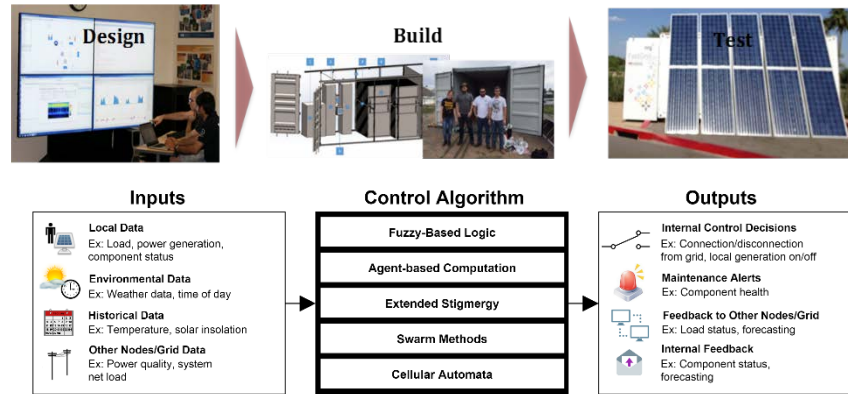 Design
Build
Test
Inputs
Local Data
Ex: Load, power generation,
component status
Environmental Data
Ex: Weather data, time of day
Historical Data
Ex: Temperature, solar insolation
Other Nodes/Grid Data
Ex: Power quality, system
net load
Control Algorithm
Fuzzy-Based Logic
Agent-based Computation
Extended Stigmergy
Swarm Methods
Cellular Automata
Outputs
Internal Control Decisions
Ex: Connection/disconnection
from grid, local generation on/off
Maintenance Alerts
Ex: Component health
Feedback to Other Nodes/Grid
Ex: Load status, forecasting
Internal Feedback
Ex: Component status,
forecasting